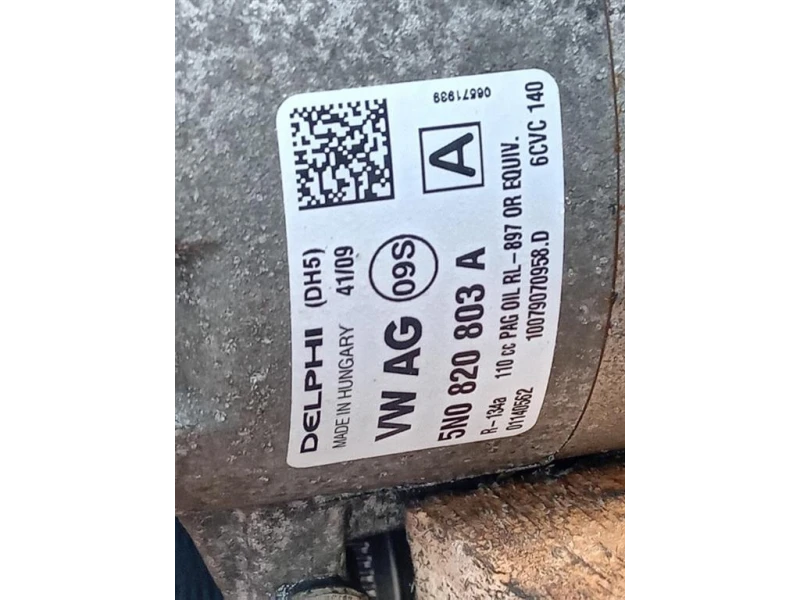 DELPHI (DH5)
MADE IN HUNGARY 41/09
VW AG 09S
A
06571939
5N0 820 803 A
R-134a 110 cc PAG OIL RL-897 OR EQUIV.
01140562 10079070958.D 6CVC 140